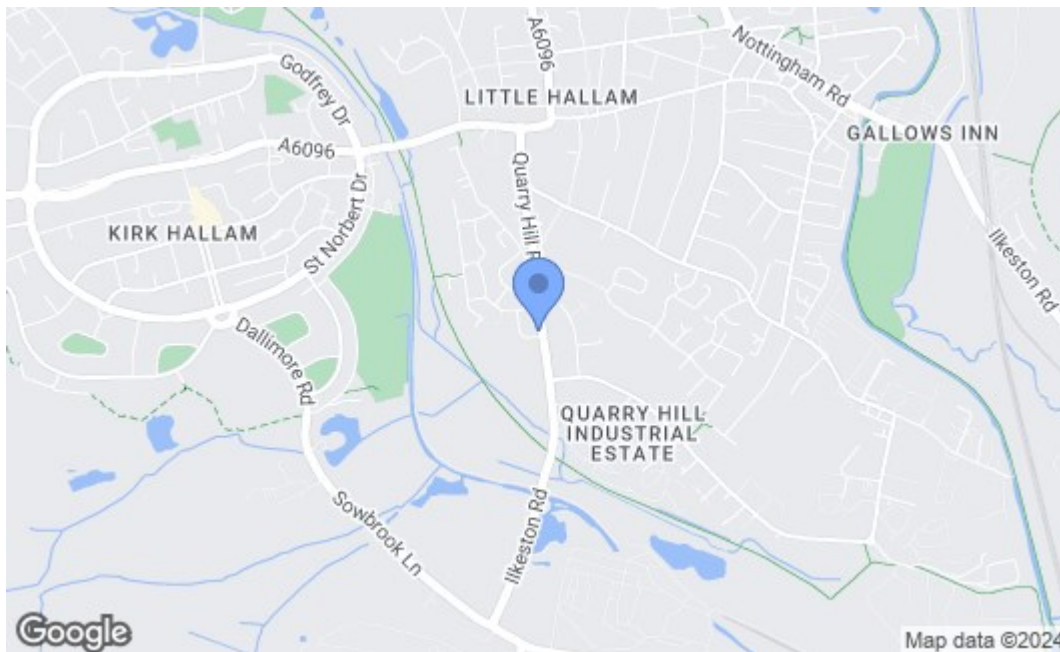 A6096
Nottingham Rd
Godfrey Dr
LITTLE HALLAM
GALLOWS INN
A6096
Quarry Hill R
St Norbert Dr
KIRK HALLAM
Ilkeston Rd
Dallimore Rd
QUARRY HILL
INDUSTRIAL
ESTATE
Sowbrook Ln
Ilkeston Rd
Google
Map data ©2024